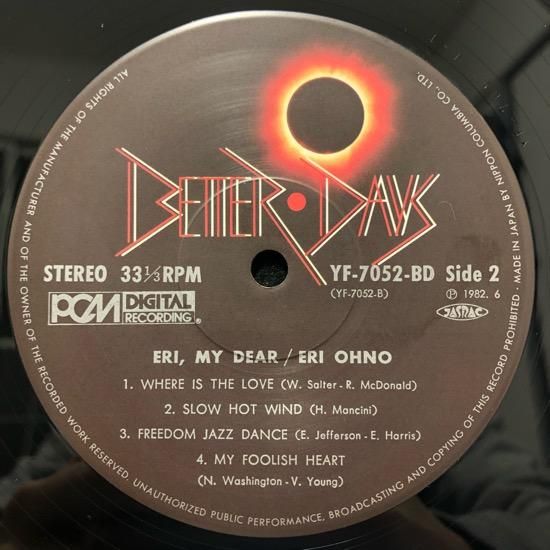 BETTER • DAYS
STEREO 33 1/3 RPM
YF-7052-BD Side 2
(YF-7052-B)
PCM DIGITAL RECORDING®
Ⓟ 1982. 6
JASRAC
ERI, MY DEAR / ERI OHNO
1. WHERE IS THE LOVE (W. Salter - R. McDonald)
2. SLOW HOT WIND (H. Mancini)
3. FREEDOM JAZZ DANCE (E. Jefferson - E. Harris)
4. MY FOOLISH HEART
(N. Washington - V. Young)
ALL RIGHTS OF THE MANUFACTURER AND OF THE OWNER OF THE RECORDED WORK RESERVED. UNAUTHORIZED PUBLIC PERFORMANCE, BROADCASTING AND COPYING OF THIS RECORD PROHIBITED · MADE IN JAPAN BY NIPPON COLUMBIA CO., LTD.